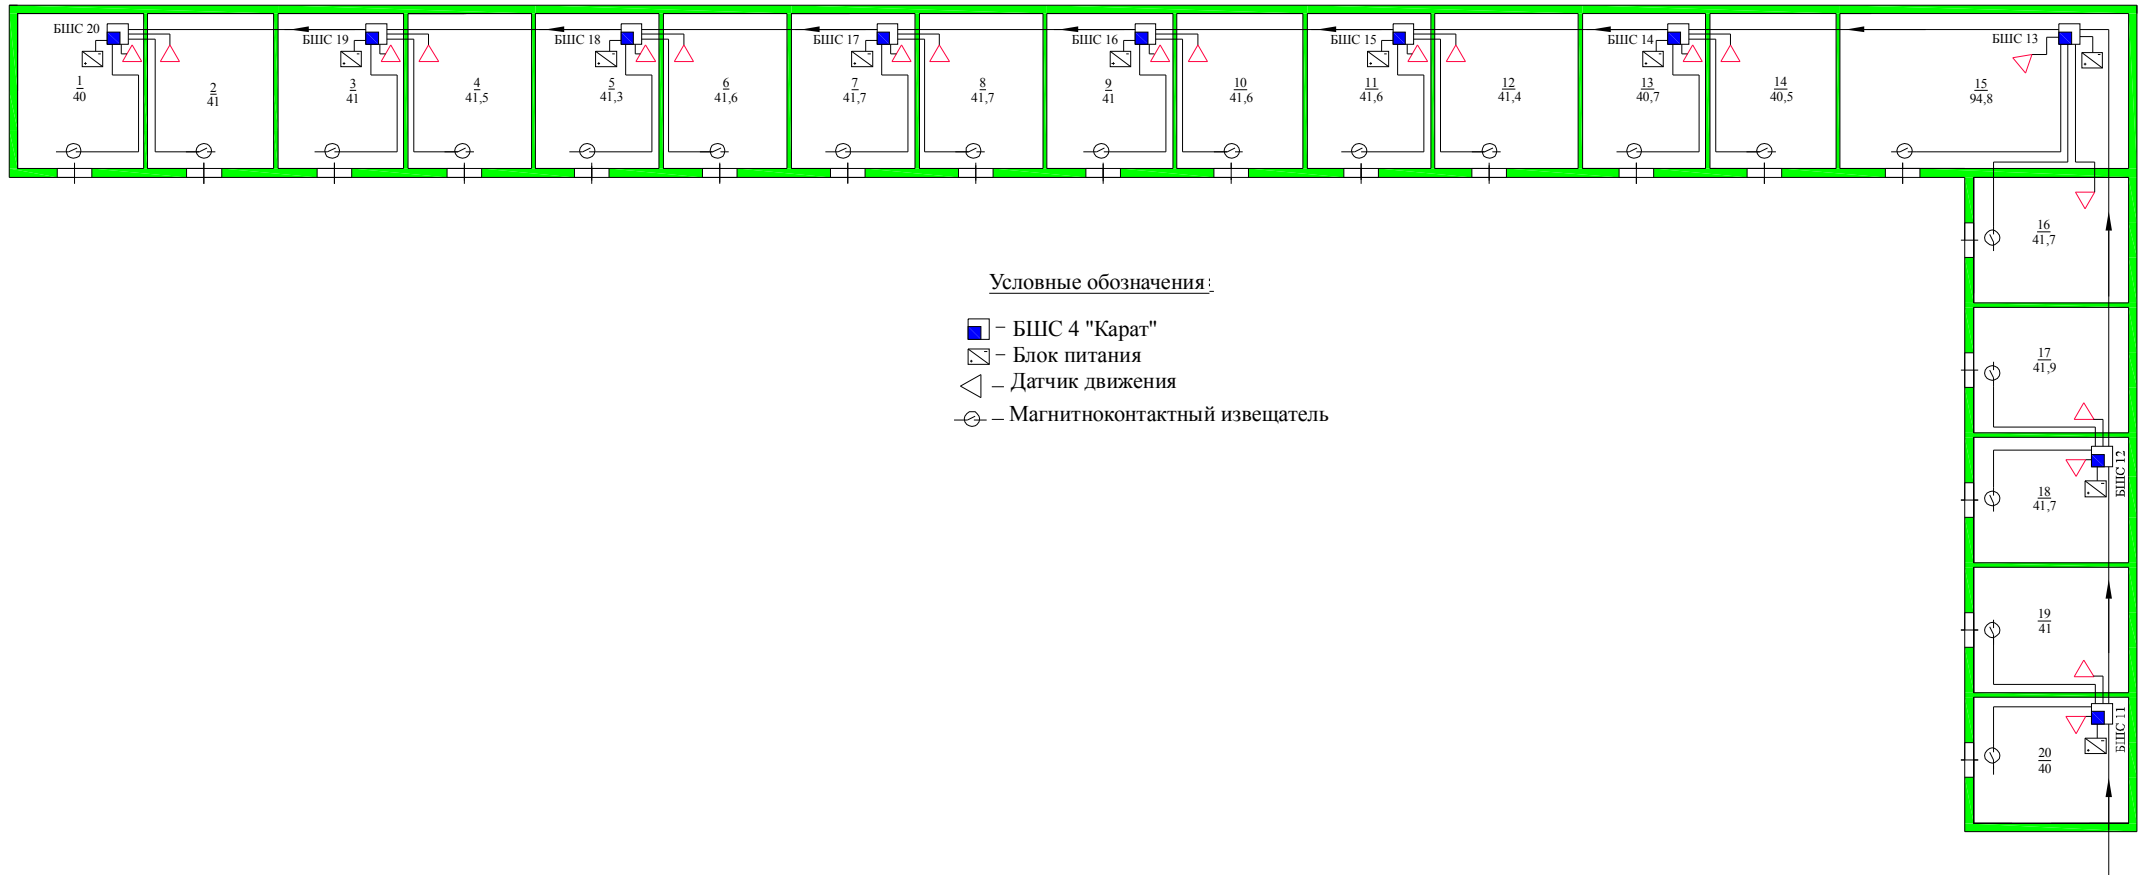 БШС 20
1
40
2
41
БШС 19
3
41
4
41,5
БШС 18
5
41,3
6
41,6
БШС 17
7
41,7
8
41,7
БШС 16
9
41
10
41,6
БШС 15
11
41,6
12
41,4
БШС 14
13
40,7
14
40,5
БШС 13
15
94,8
16
41,7
17
41,9
БШС 12
18
41,7
19
41
БШС 11
20
40
Условные обозначения:
– БШС 4 "Карат"
– Блок питания
– Датчик движения
– Магнитноконтактный извещатель